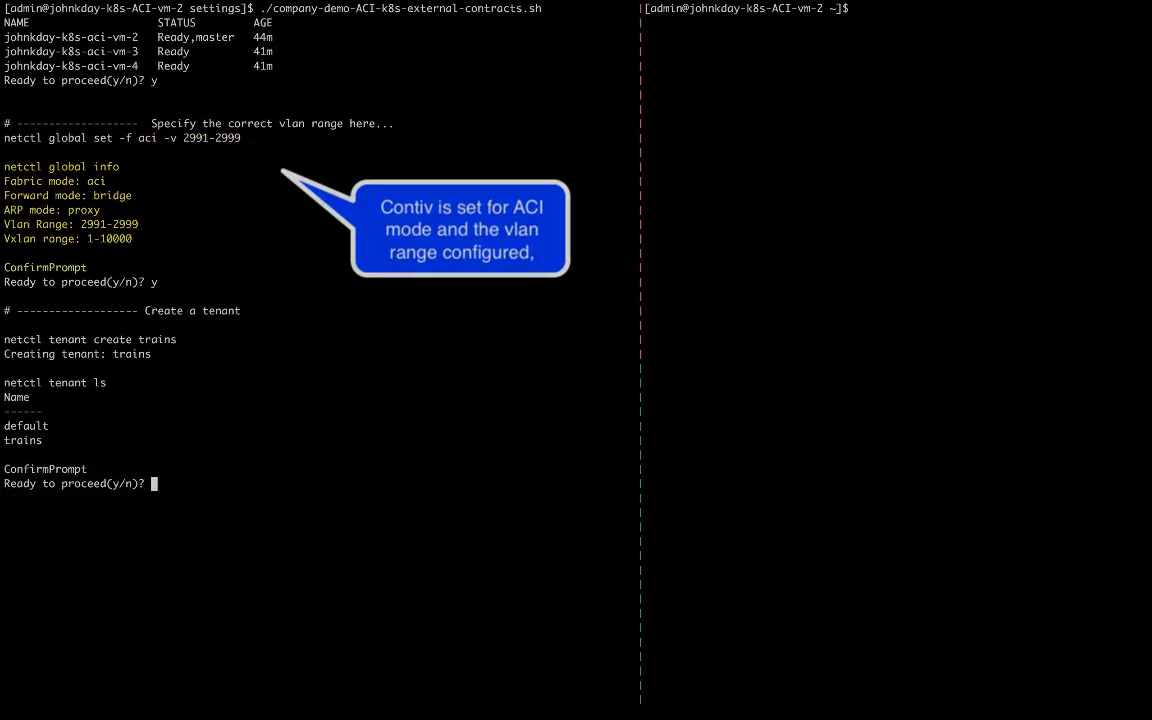 [admin@johnkday-k8s-ACI-vm-2 settings]$ ./company-demo-ACI-k8s-external-contracts.sh
NAME STATUS AGE
johnkday-k8s-aci-vm-2 Ready,master 44m
johnkday-k8s-aci-vm-3 Ready 41m
johnkday-k8s-aci-vm-4 Ready 41m
Ready to proceed(y/n)? y
# ------------------- Specify the correct vlan range here...
netctl global set -f aci -v 2991-2999
netctl global info
Fabric mode: aci
Forward mode: bridge
ARP mode: proxy
Vlan Range: 2991-2999
Vxlan range: 1-10000
ConfirmPrompt
Ready to proceed(y/n)? y
# ------------------- Create a tenant
netctl tenant create trains
Creating tenant: trains
netctl tenant ls
Name
------
default
trains
ConfirmPrompt
Ready to proceed(y/n)?
Contiv is set for ACI
mode and the vlan
range configured,
[admin@johnkday-k8s-ACI-vm-2 ~]$